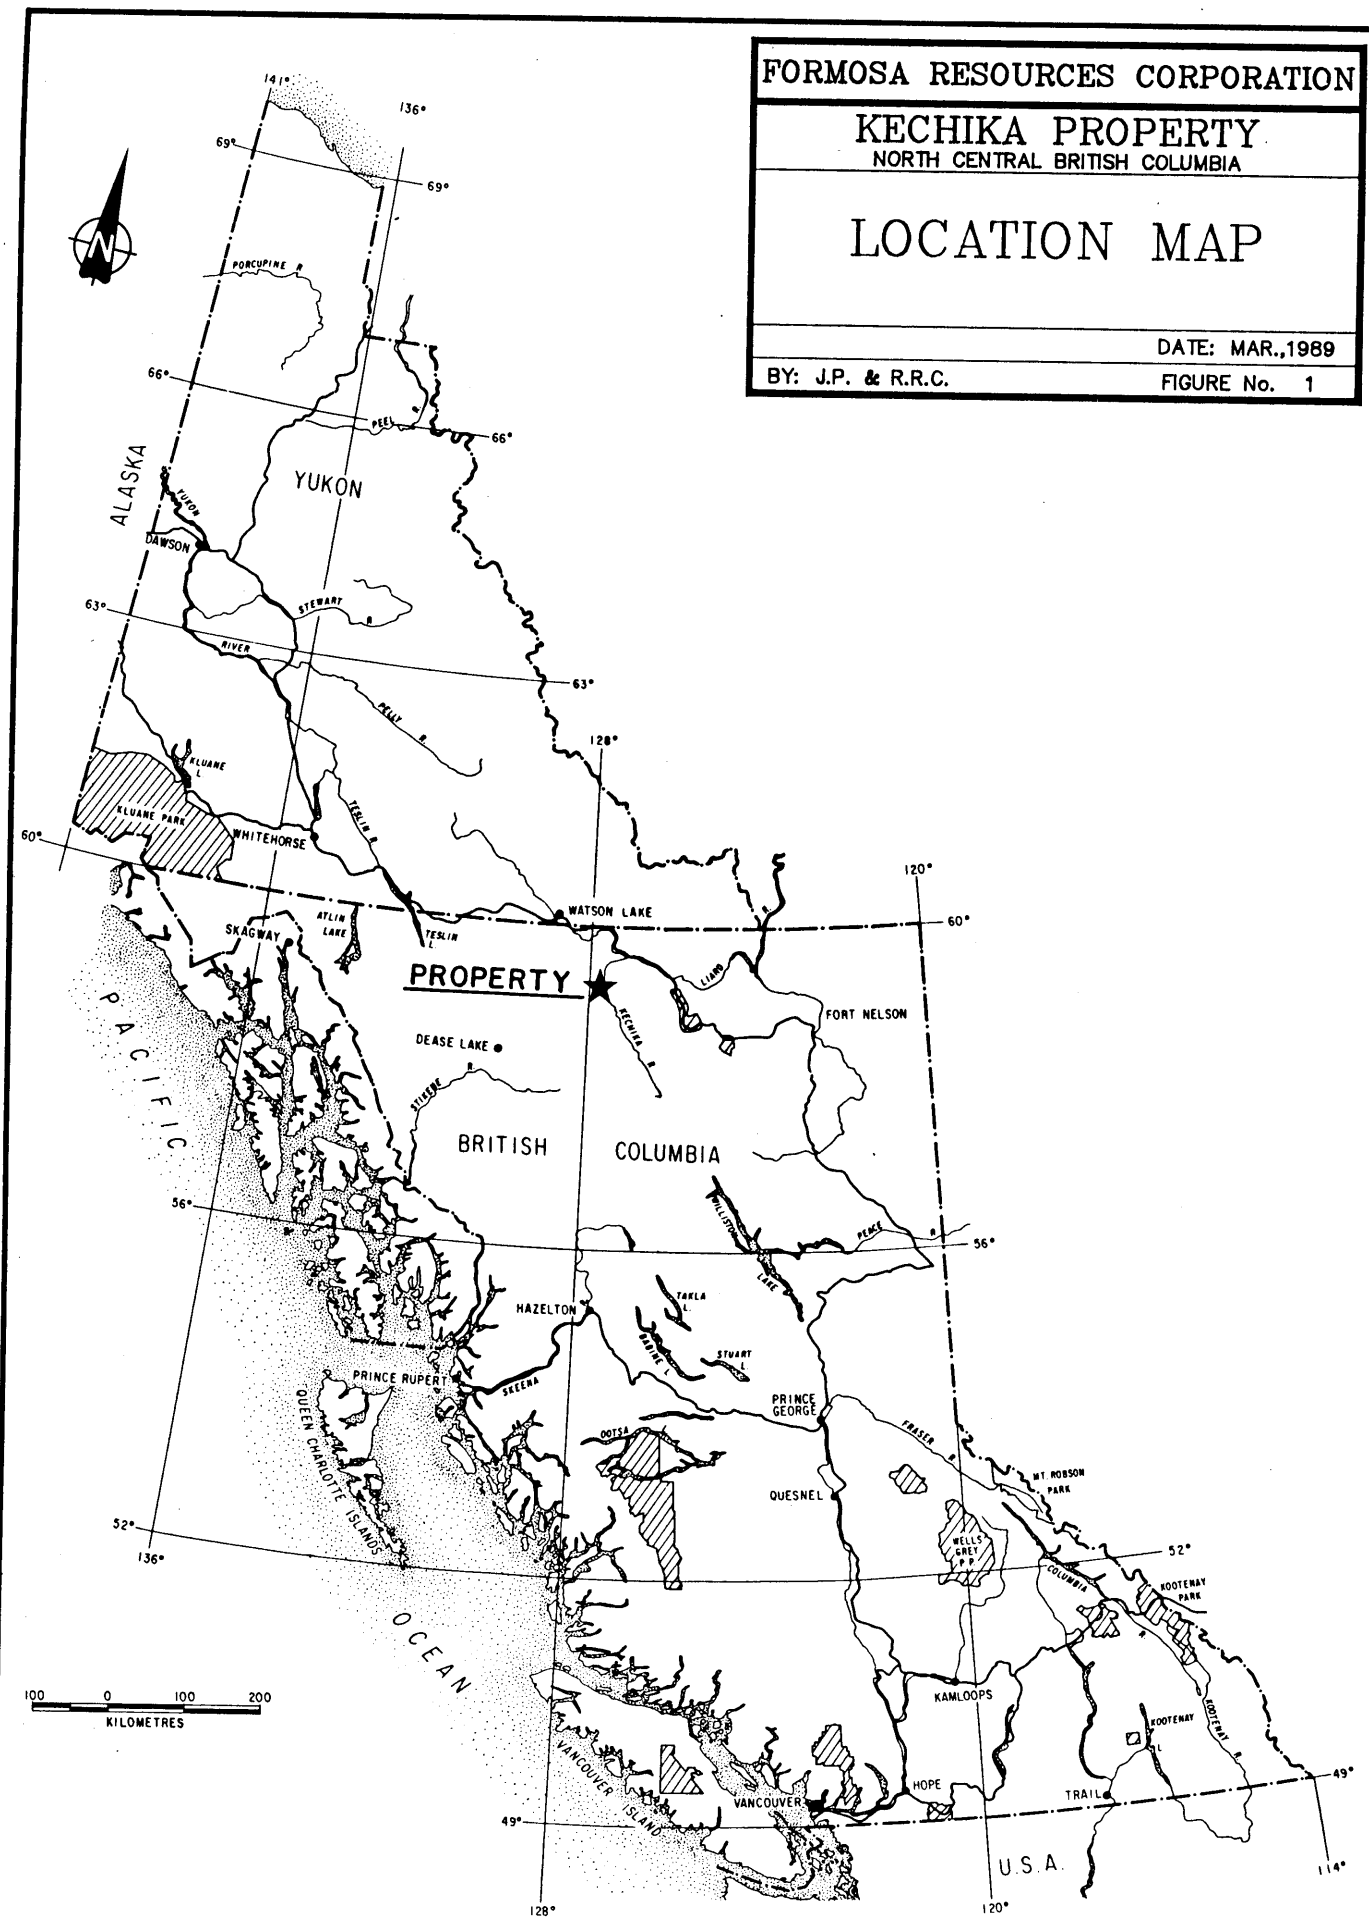 FORMOSA RESOURCES CORPORATION
KECHIKA PROPERTY
NORTH CENTRAL BRITISH COLUMBIA
LOCATION MAP
DATE: MAR.,1989
BY: J.P. & R.R.C.
FIGURE No. 1
141°
136°
69°
69°
N
PORCUPINE R
66°
PEEL R.
66°
ALASKA
YUKON
YUKON
DAWSON
63°
STEWART R
RIVER
63°
PELLY R.
128°
KLUANE L.
KLUANE PARK
TESLIN R.
60°
WHITEHORSE
120°
WATSON LAKE
60°
ATLIN LAKE
SKAGWAY
TESLIN L.
R.
LIARD
PROPERTY
KECHIKA R
FORT NELSON
DEASE LAKE
STIKENE R.
PACIFIC
BRITISH COLUMBIA
56°
WILLISTON LAKE
PEACE R
56°
HAZELTON
TAKLA L.
BABINE L
STUART L
PRINCE RUPERT
SKEENA
QUEEN CHARLOTTE ISLANDS
PRINCE
GEORGE
FRASER R
OOTSA
MT. ROBSON
PARK
QUESNEL
52°
136°
WELLS
GREY
P P
52°
COLUMBIA R.
KOOTENAY
PARK
OCEAN
100 0 100 200
KILOMETRES
KAMLOOPS
KOOTENAY L
KOOTENAY R.
VANCOUVER ISLAND
HOPE
VANCOUVER
TRAIL
49°
49°
U.S.A.
114°
128°
120°